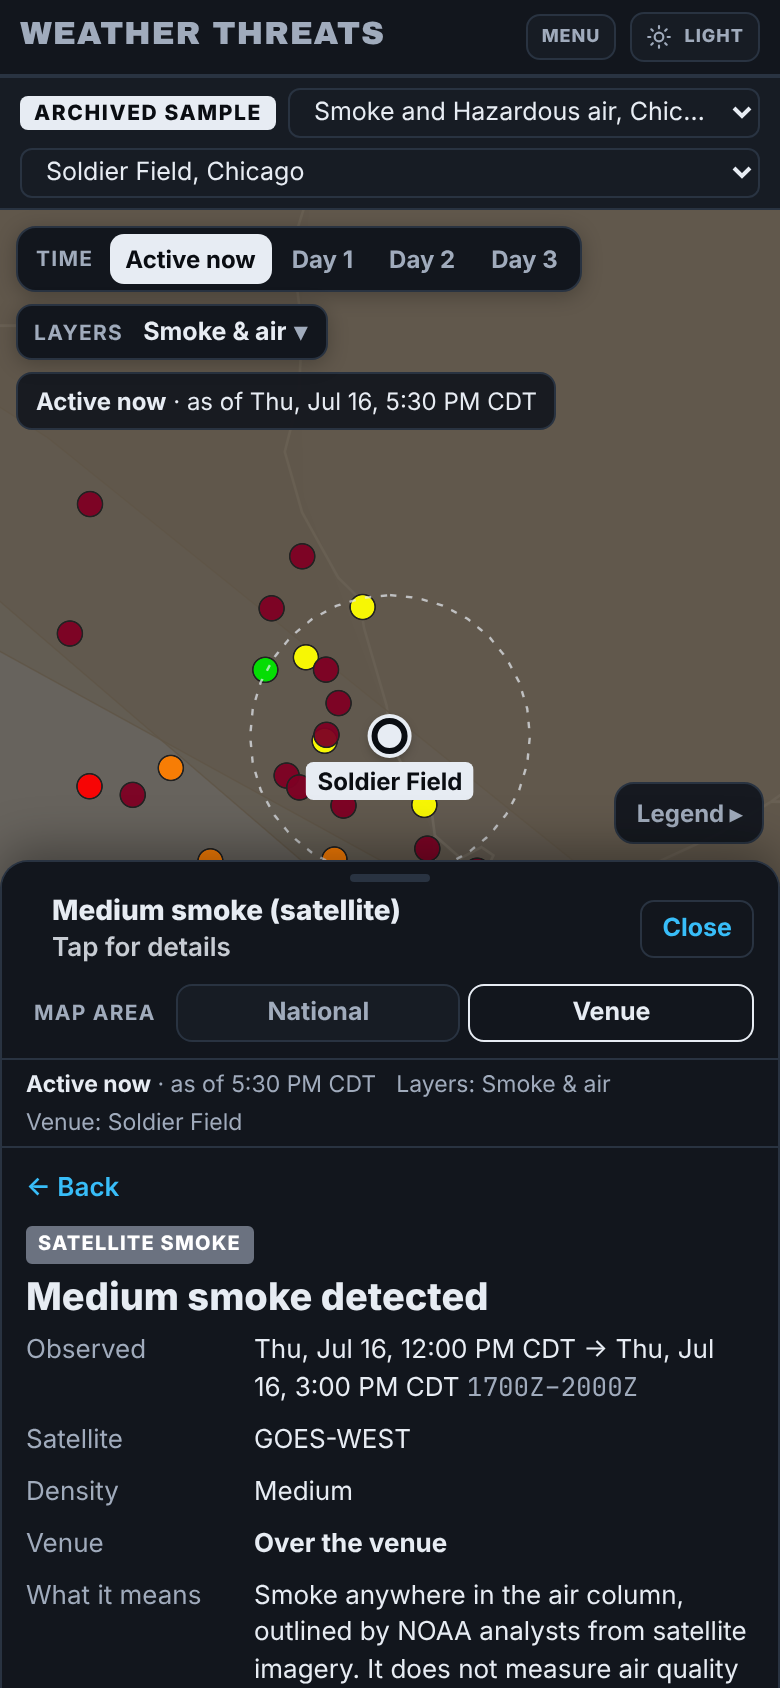 WEATHER THREATS
MENU
LIGHT
ARCHIVED SAMPLE
Smoke and Hazardous air, Chic...
Soldier Field, Chicago
TIME Active now Day 1 Day 2 Day 3
LAYERS Smoke & air ▾
Active now · as of Thu, Jul 16, 5:30 PM CDT
Soldier Field
Legend ▸
Medium smoke (satellite)
Tap for details
Close
MAP AREA National Venue
Active now · as of 5:30 PM CDT Layers: Smoke & air
Venue: Soldier Field
← Back
SATELLITE SMOKE
Medium smoke detected
Observed Thu, Jul 16, 12:00 PM CDT → Thu, Jul
16, 3:00 PM CDT 1700Z–2000Z
Satellite GOES-WEST
Density Medium
Venue Over the venue
What it means Smoke anywhere in the air column,
outlined by NOAA analysts from satellite
imagery. It does not measure air quality